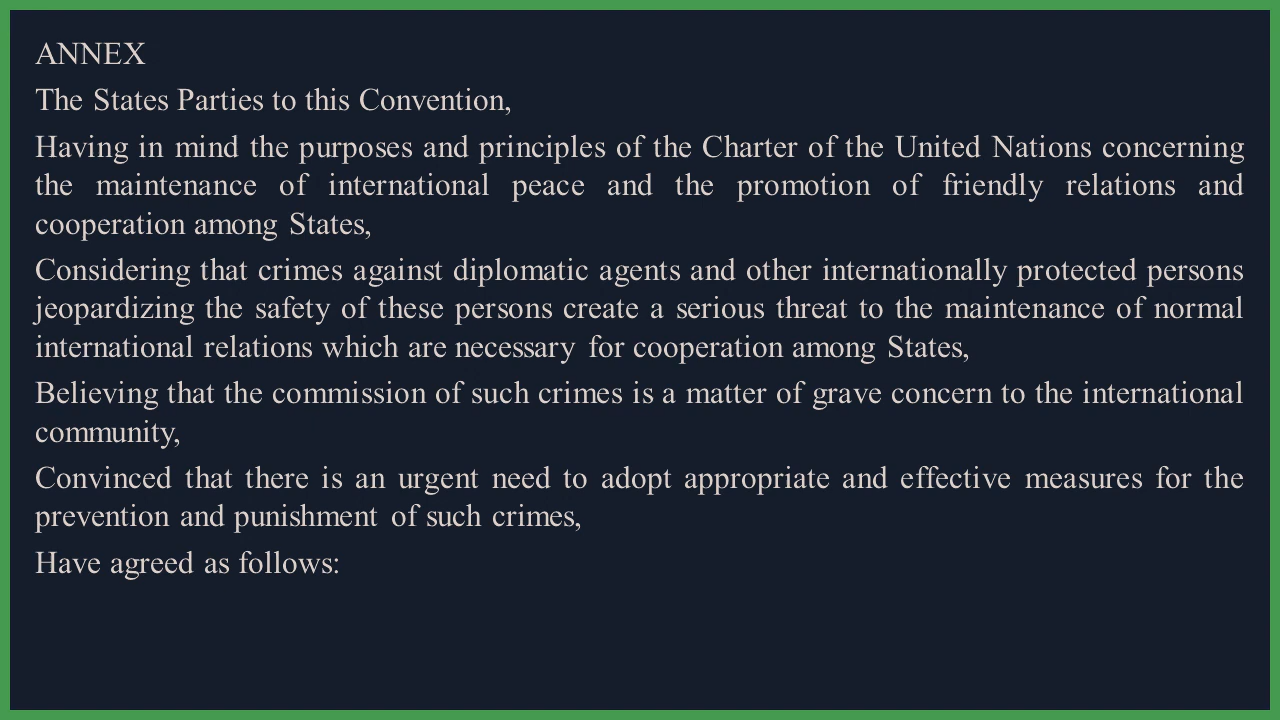 ANNEX
The States Parties to this Convention,
Having in mind the purposes and principles of the Charter of the United Nations concerning
the maintenance of international peace and the promotion of friendly relations and
cooperation among States,
Considering that crimes against diplomatic agents and other internationally protected persons
jeopardizing the safety of these persons create a serious threat to the maintenance of normal
international relations which are necessary for cooperation among States,
Believing that the commission of such crimes is a matter of grave concern to the international
community,
Convinced that there is an urgent need to adopt appropriate and effective measures for the
prevention and punishment of such crimes,
Have agreed as follows: